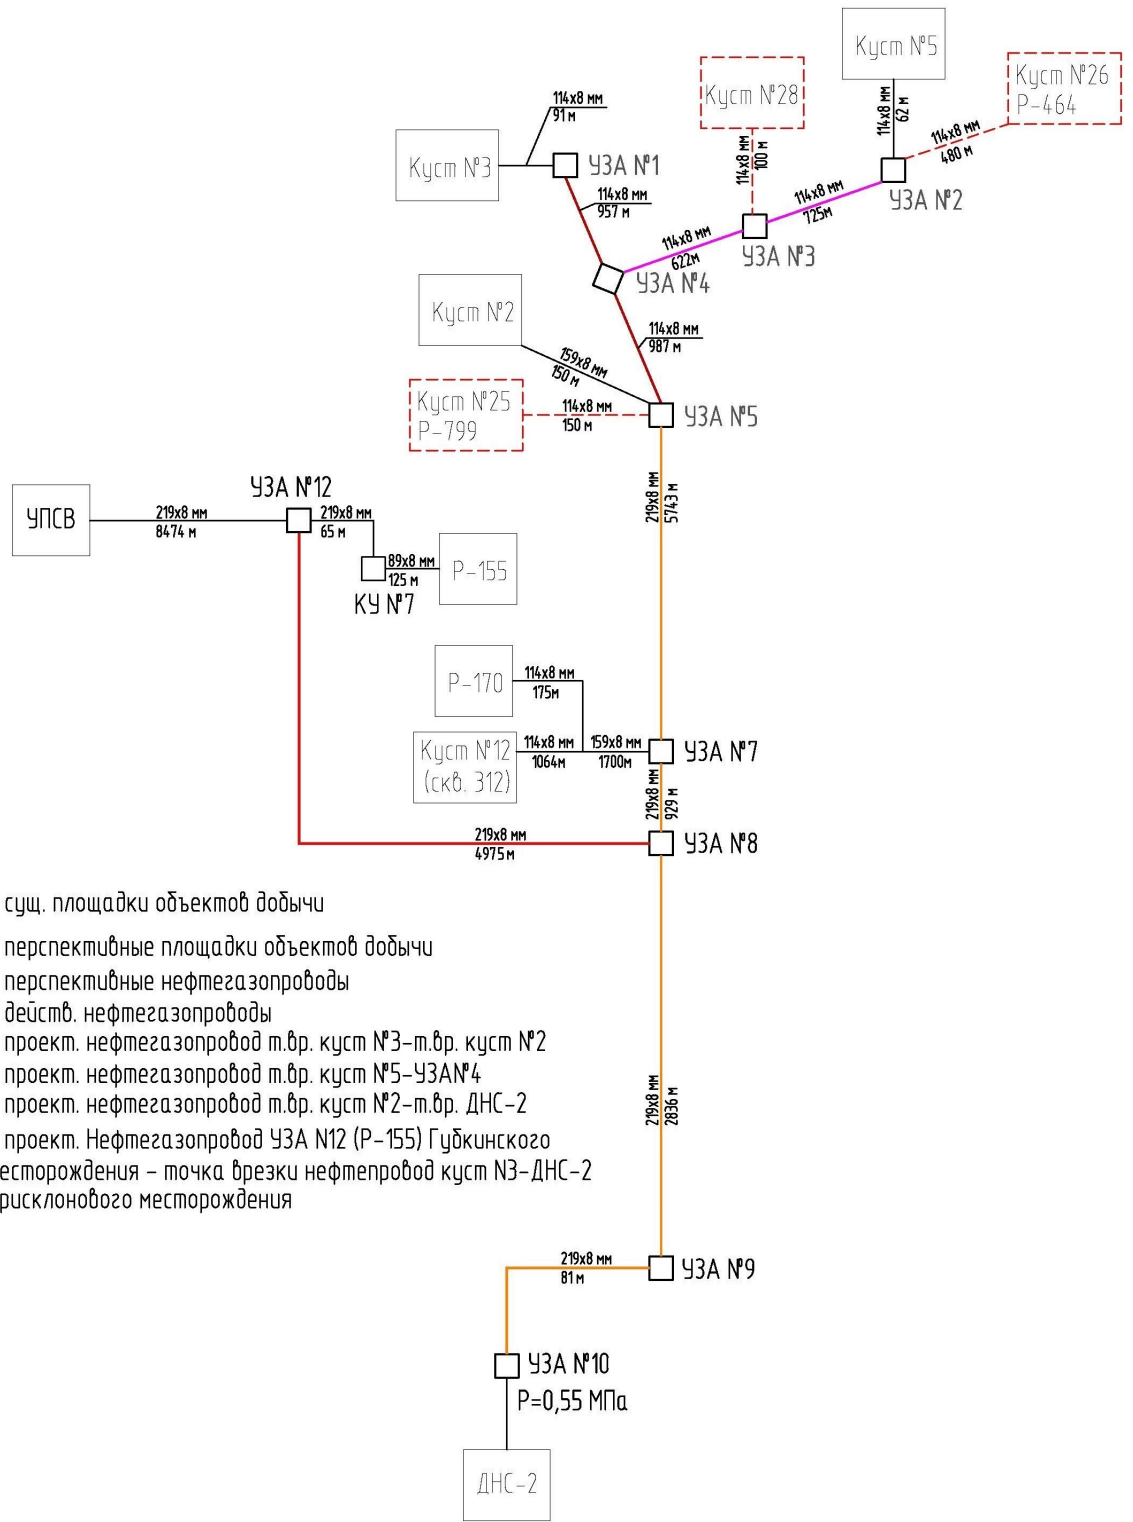 Куст №5
Куст №26
Р-464
Куст №28
114х8 мм
62 м
114х8 мм
480 м
114х8 мм
91 м
114х8 мм
100 м
Куст №3
УЗА №1
УЗА №2
114х8 мм
957 м
114х8 мм
725м
УЗА №3
114х8 мм
622м
УЗА №4
Куст №2
114х8 мм
987 м
159х8 мм
150 м
Куст №25
Р-799
114х8 мм
150 м
УЗА №5
УПСВ
219х8 мм
8474 м
УЗА №12
219х8 мм
65 м
219х8 мм
5743 м
89х8 мм
125 м
Р-155
КУ №7
Р-170
114х8 мм
175м
Куст №12
(скв. 312)
114х8 мм
1064м
159х8 мм
1700м
УЗА №7
219х8 мм
929 м
219х8 мм
4975м
УЗА №8
сущ. площадки объектов добычи
перспективные площадки объектов добычи
перспективные нефтегазопроводы
действ. нефтегазопроводы
проект. нефтегазопровод т.вр. куст №3-т.вр. куст №2
проект. нефтегазопровод т.вр. куст №5-УЗА№4
проект. нефтегазопровод т.вр. куст №2-т.вр. ДНС-2
проект. Нефтегазопровод УЗА N12 (Р-155) Губкинского
есторождения - точка врезки нефтепровод куст N3-ДНС-2
рисклонового месторождения
219х8 мм
2836 м
219х8 мм
81 м
УЗА №9
УЗА №10
Р=0,55 МПа
ДНС-2